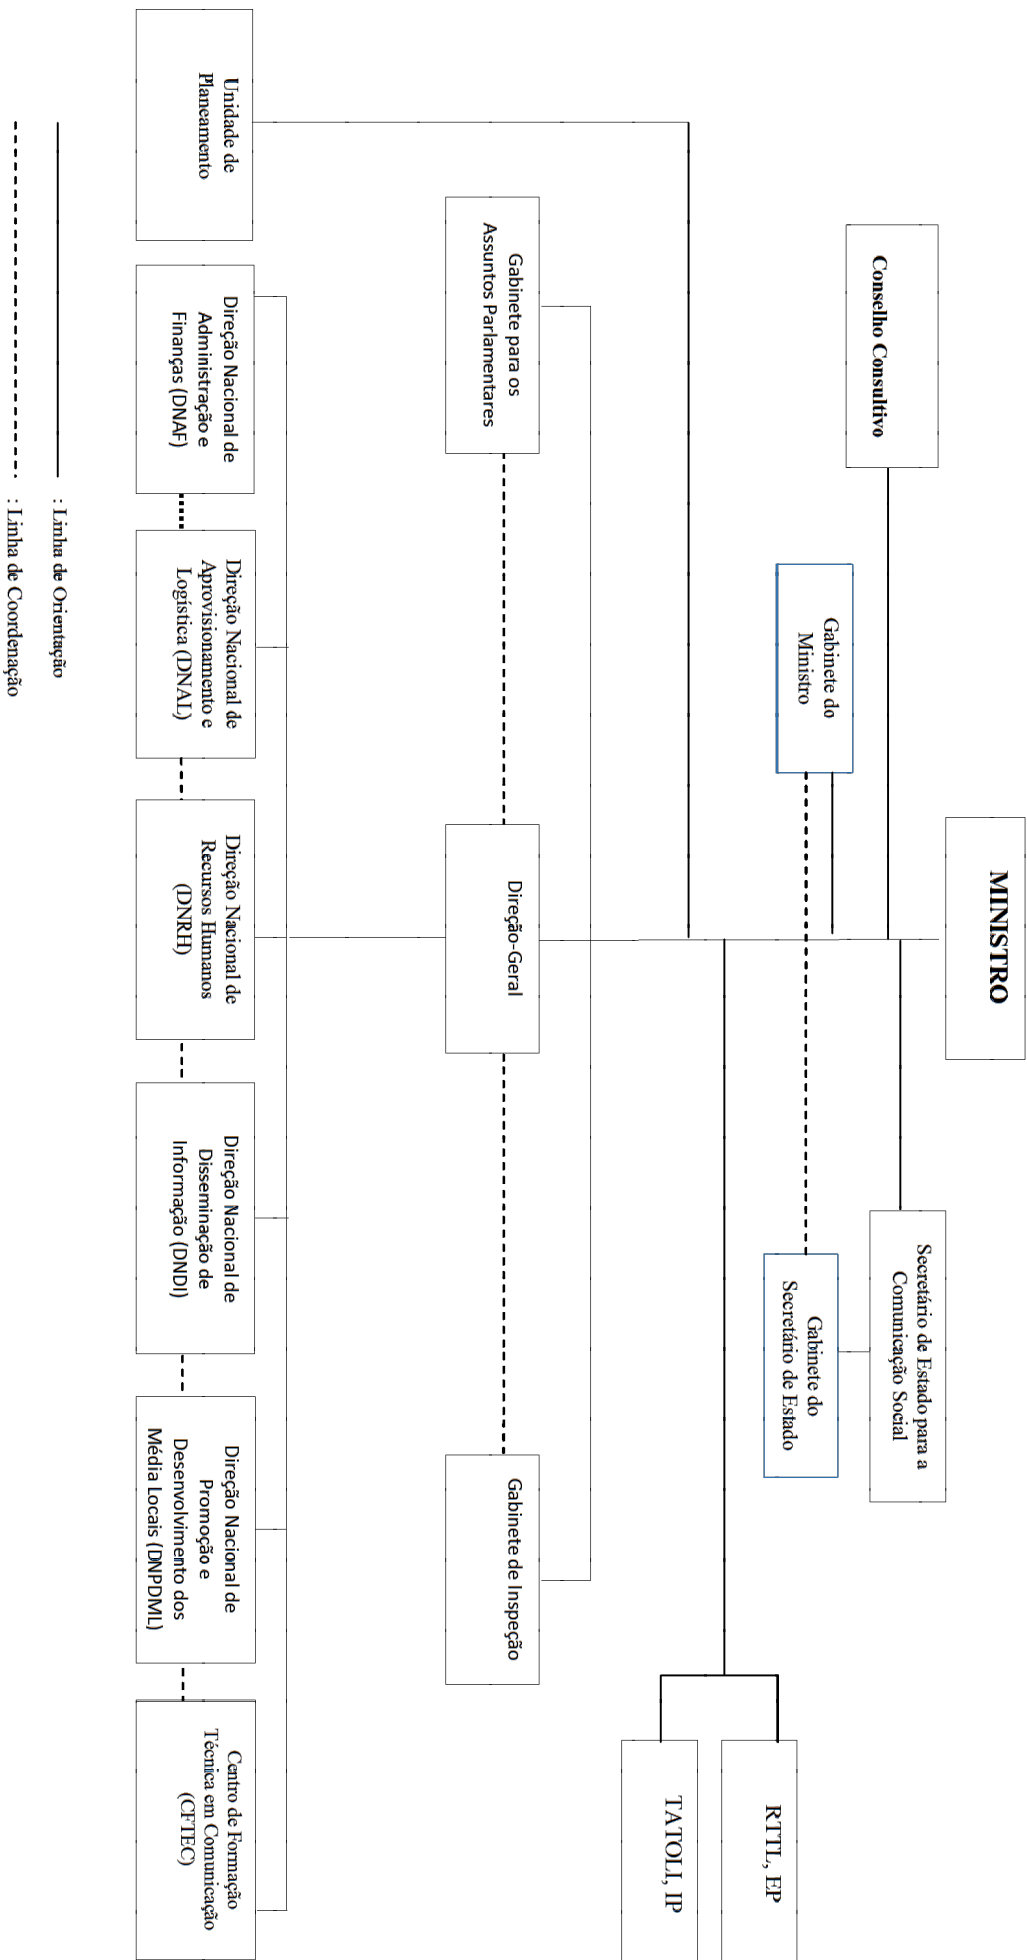 MINISTRO
Conselho Consultivo
Secretário de Estado para a
Comunicação Social
Gabinete do
Ministro
Gabinete do
Secretário de Estado
RTTL, EP
TATOLI, IP
Gabinete para os
Assuntos Parlamentares
Direção-Geral
Gabinete de Inspeção
Unidade de
Planeamento
Direção Nacional de
Administração e
Finanças (DNAF)
Direção Nacional de
Aprovisionamento e
Logística (DNAL)
Direção Nacional de
Recursos Humanos
(DNRH)
Direção Nacional de
Disseminação de
Informação (DNDI)
Direção Nacional de
Promoção e
Desenvolvimento dos
Média Locais (DNPDML)
Centro de Formação
Técnica em Comunicação
(CFTEC)
: Linha de Orientação
: Linha de Coordenação